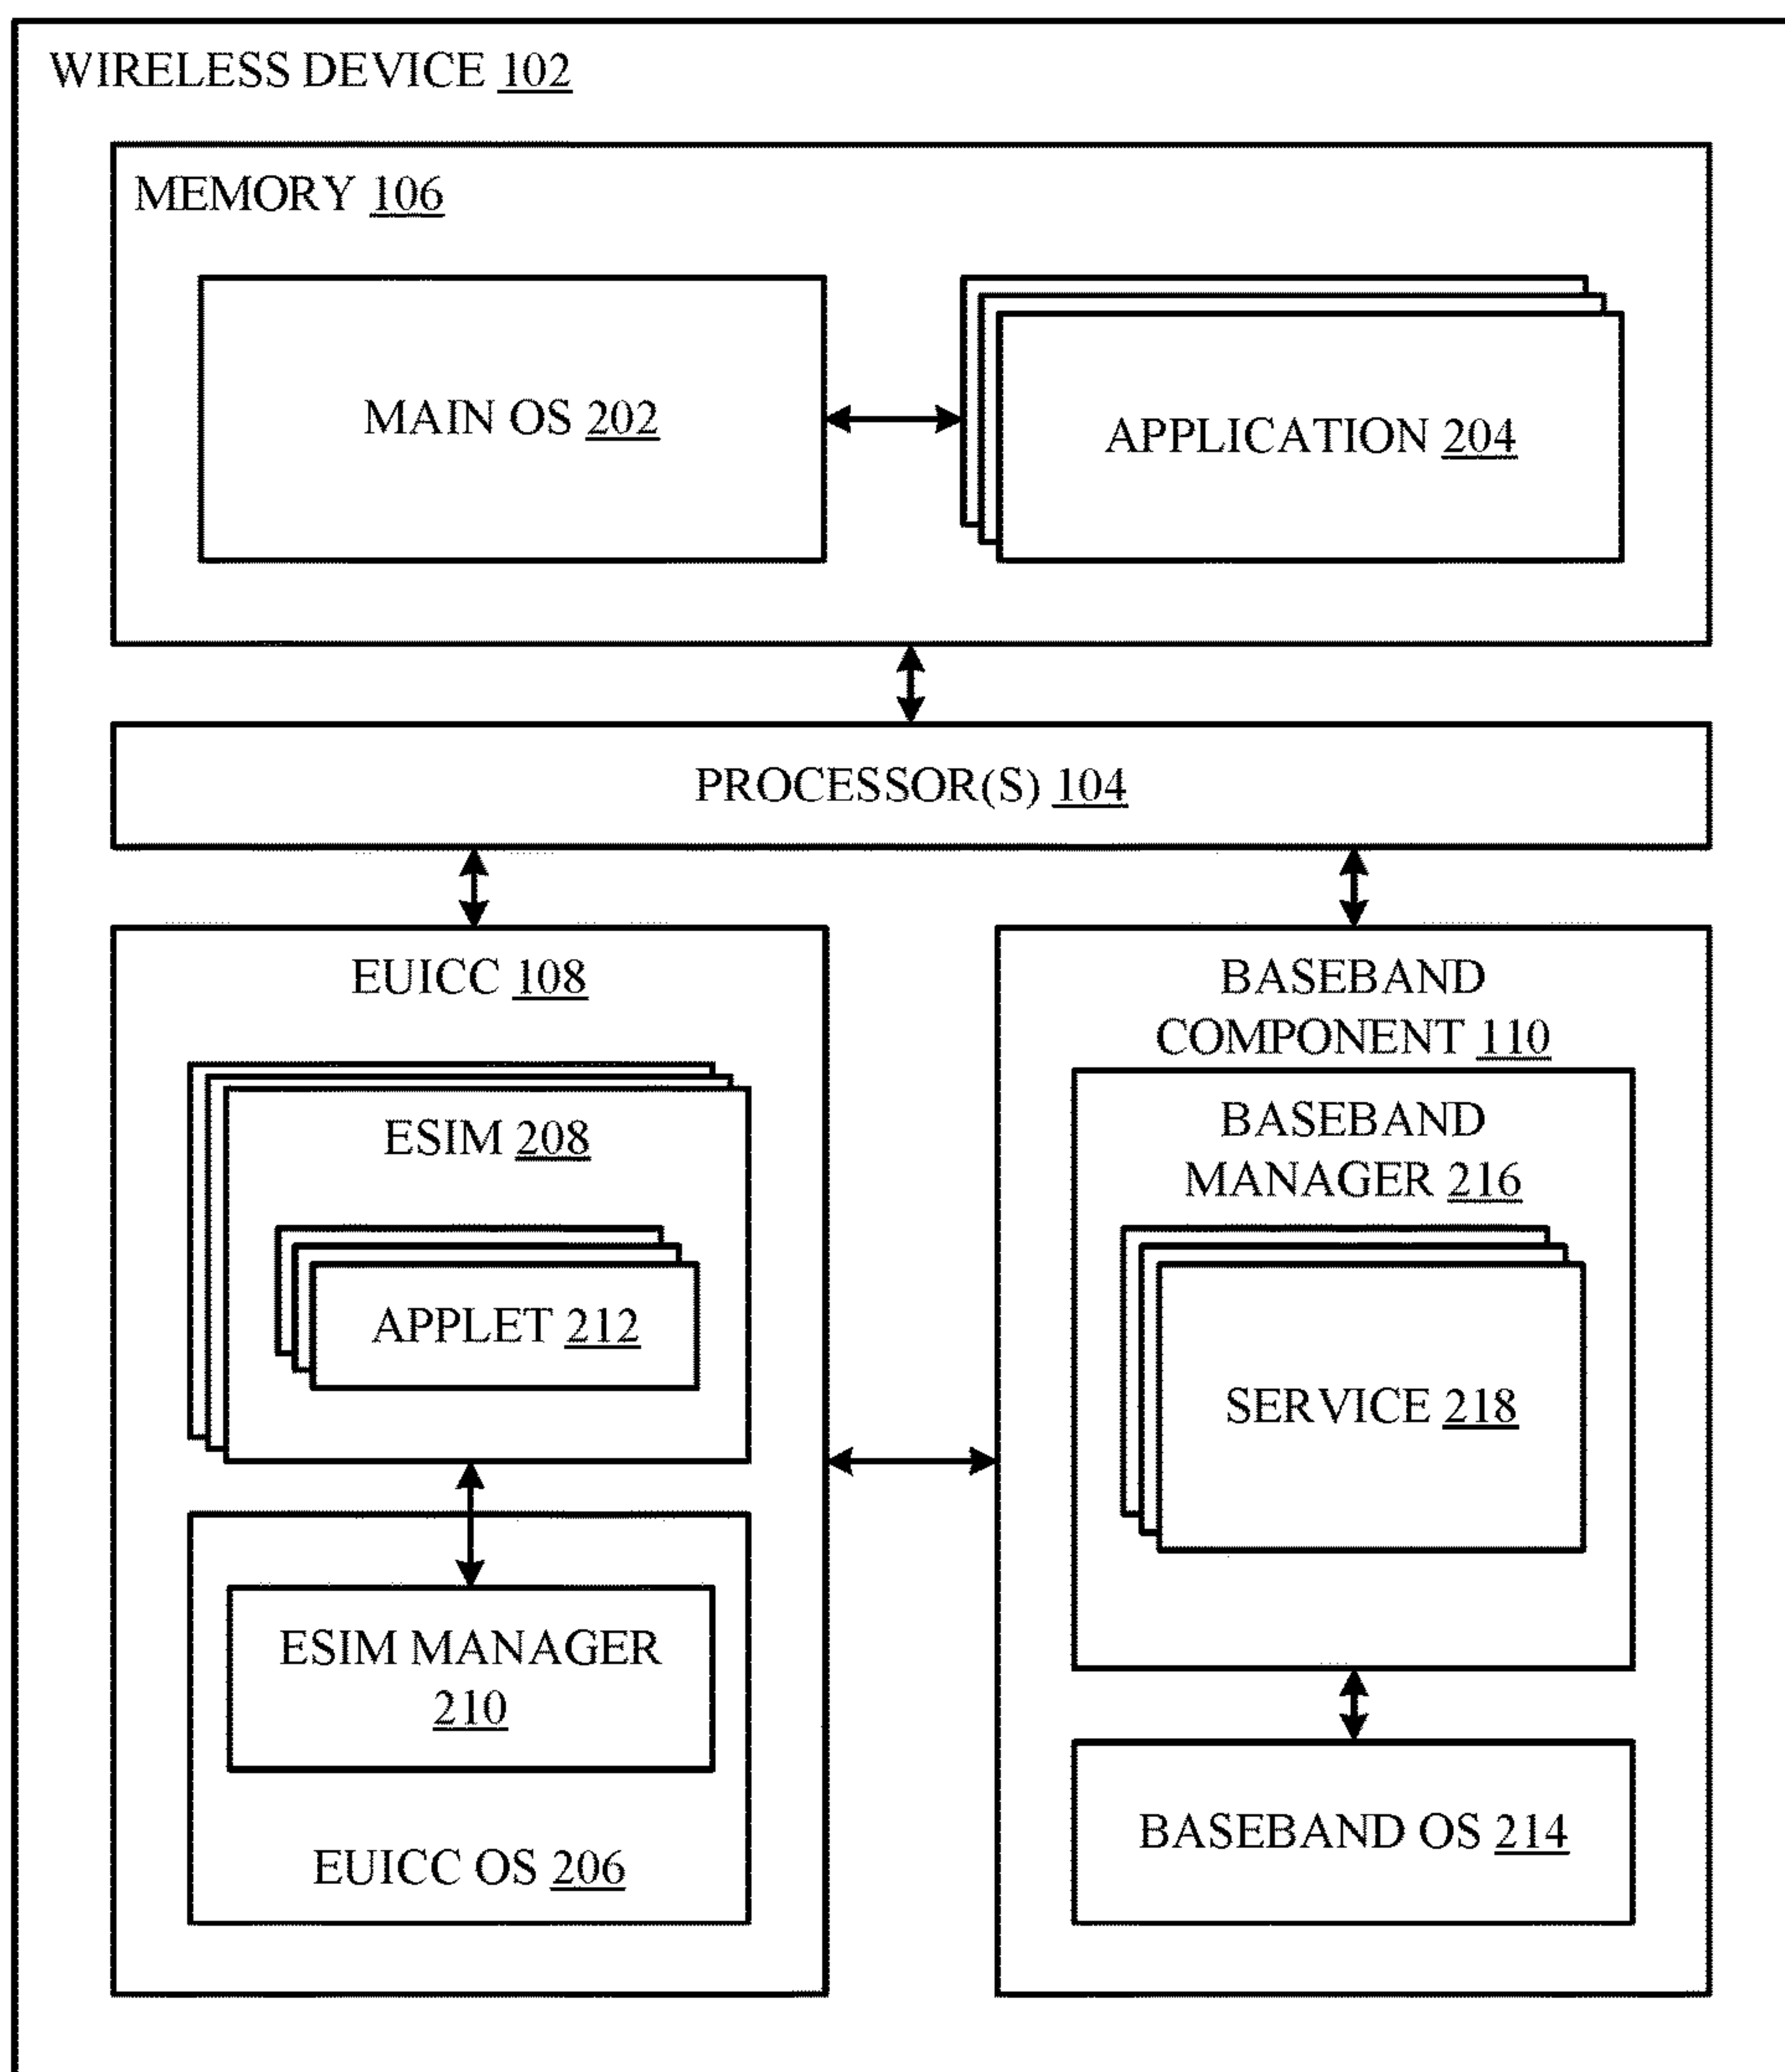 WIRELESS DEVICE 102
MEMORY 106
MAIN OS 202
APPLICATION 204
PROCESSOR(S) 104
EUICC 108
ESIM 208
APPLET 212
ESIM MANAGER
210
EUICC OS 206
BASEBAND
COMPONENT 110
BASEBAND
MANAGER 216
SERVICE 218
BASEBAND OS 214